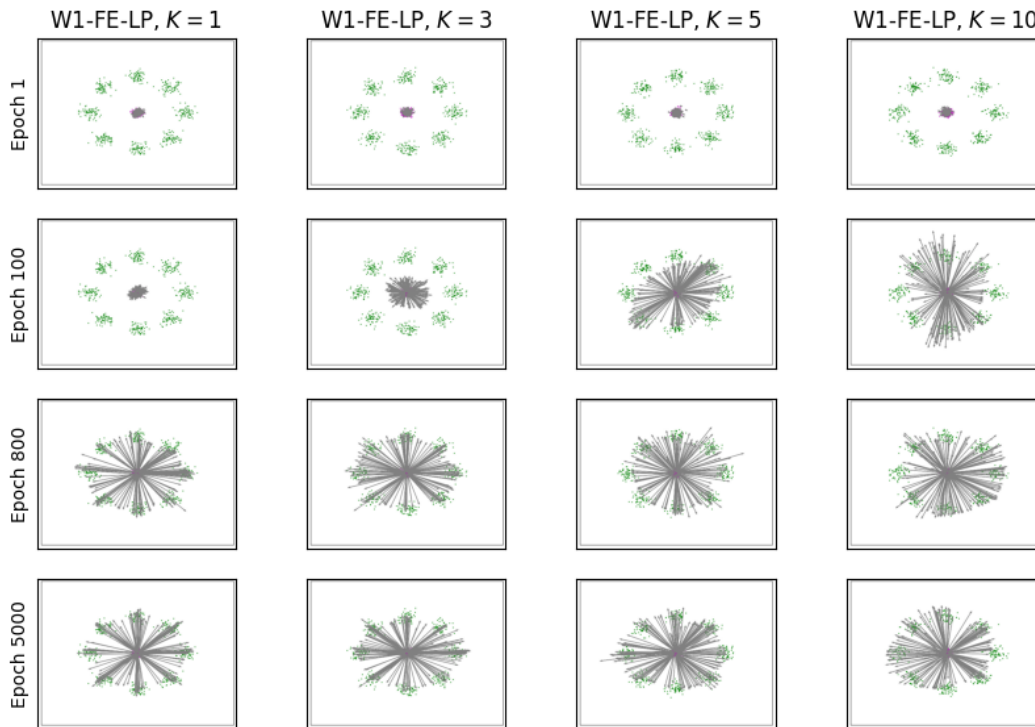 W1-FE-LP, K = 1
W1-FE-LP, K = 3
W1-FE-LP, K = 5
W1-FE-LP, K = 10
Epoch 1
Epoch 100
Epoch 800
Epoch 5000